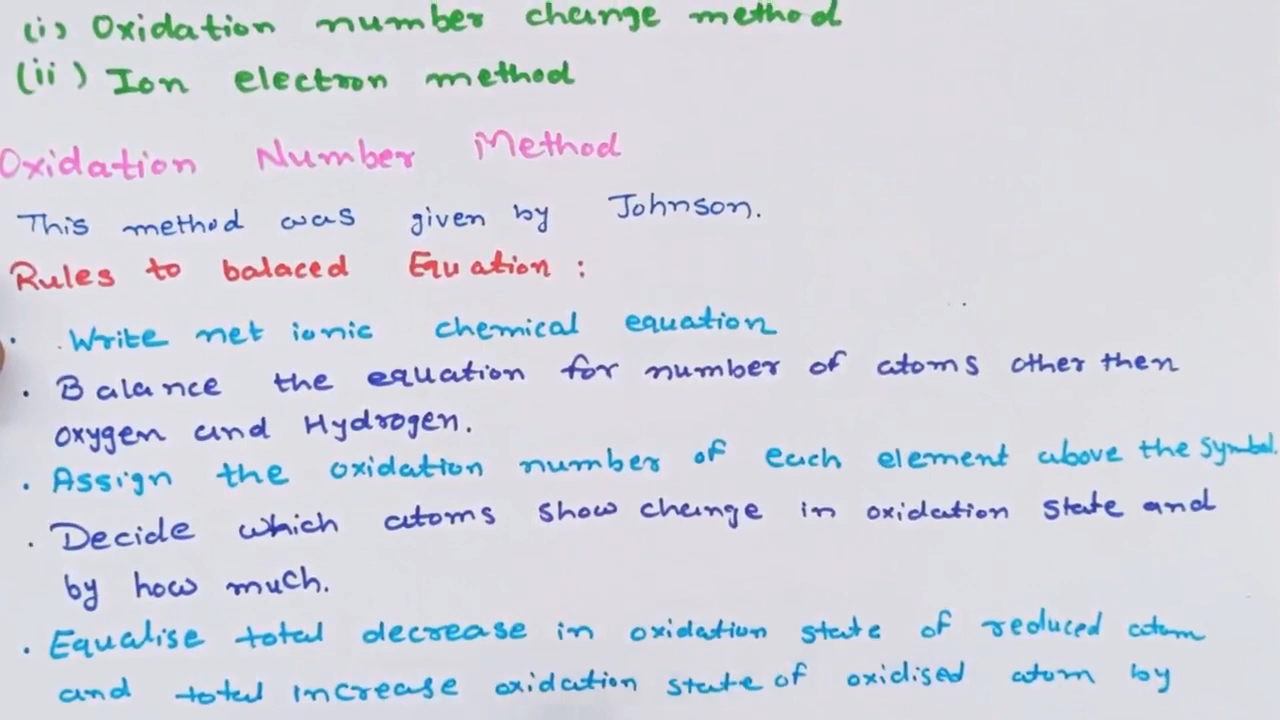 (i) Oxidation number change method
(ii) Ion electron method
Oxidation Number Method
This method was given by Johnson.
Rules to balaced Equation :
. Write net ionic chemical equation
. Balance the equation for number of atoms other then
oxygen and Hydrogen.
. Assign the oxidation number of each element above the symbol.
. Decide which atoms show change in oxidation state and
by how much.
. Equalise total decrease in oxidation state of reduced atom
and total increase oxidation state of oxidised atom by